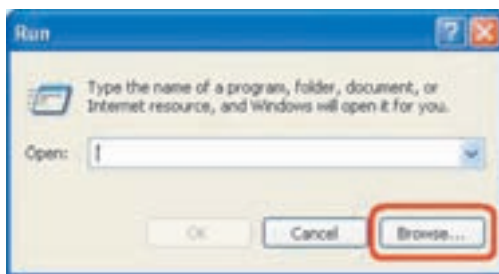 Run
Type the name of a program, folder, document, or
Internet resource, and Windows will open it for you.
Open:
OK Cancel Browse...